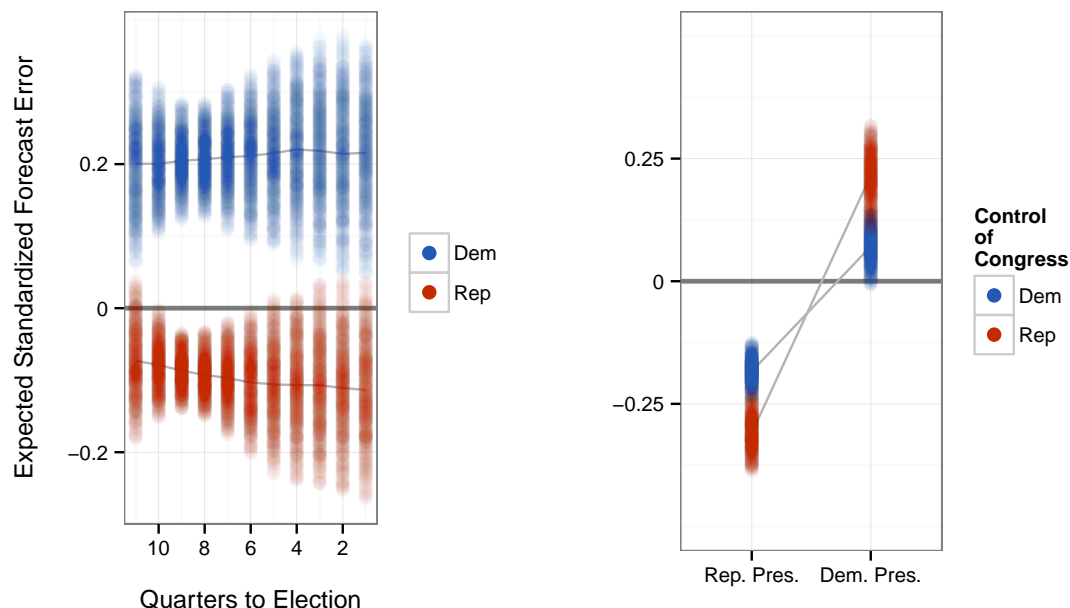 Expected Standardized Forecast Error
0.2
0
−0.2
10
8
6
4
2
Quarters to Election
Dem
Rep
0.25
0
−0.25
Rep. Pres.
Dem. Pres.
Control
of
Congress
Dem
Rep